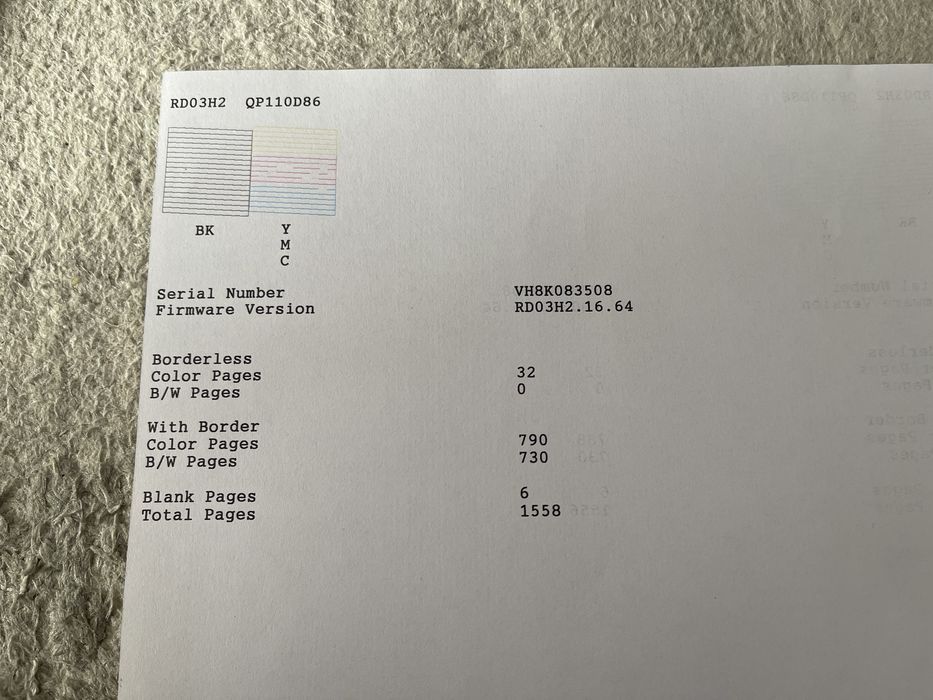 RD03H2 QP110D86
BK
Y
M
C
Serial Number VH8K083508
Firmware Version RD03H2.16.64
Borderless
Color Pages 32
B/W Pages 0
With Border
Color Pages 790
B/W Pages 730
Blank Pages 6
Total Pages 1558